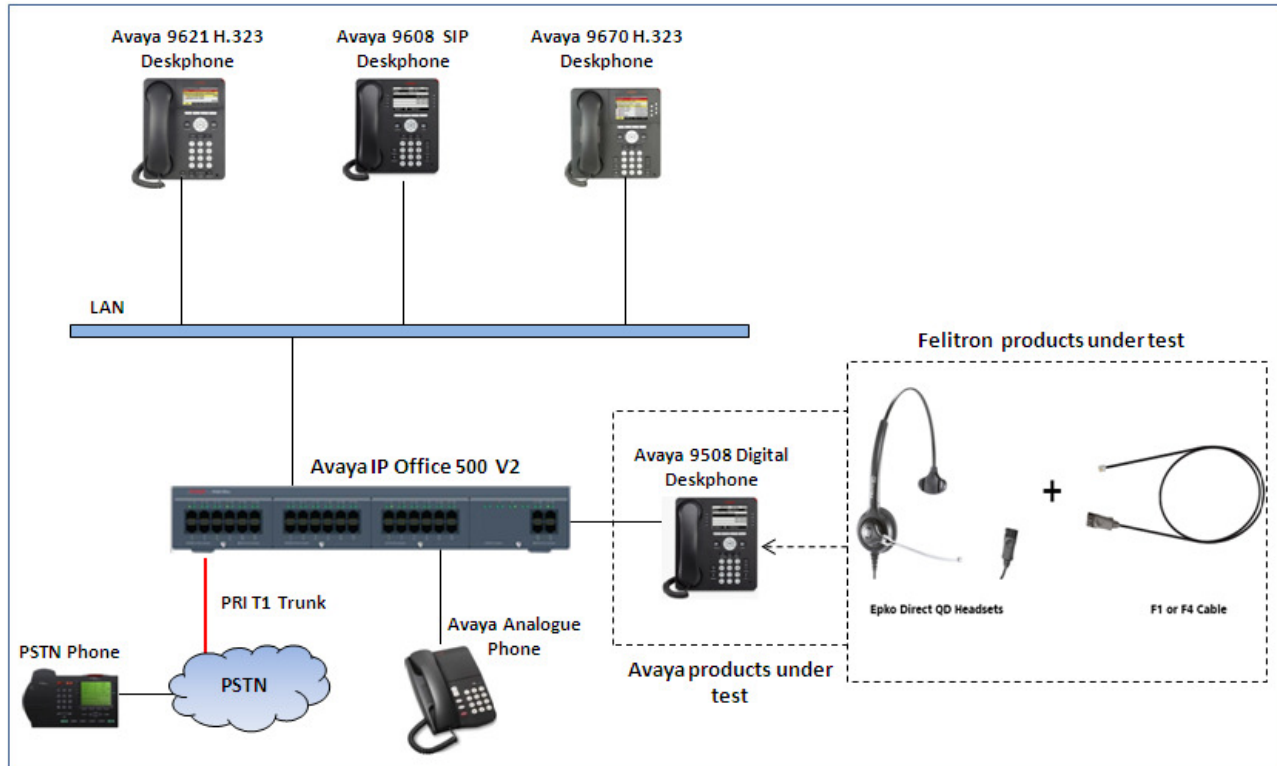 Avaya 9621 H.323
Deskphone
Avaya 9608 SIP
Deskphone
Avaya 9670 H.323
Deskphone
LAN
Felitron products under test
Avaya IP Office 500 V2
Avaya 9508 Digital
Deskphone
+
Epko Direct QD Headsets
F1 or F4 Cable
PRI T1 Trunk
Avaya Analogue
Phone
PSTN Phone
PSTN
Avaya products under
test